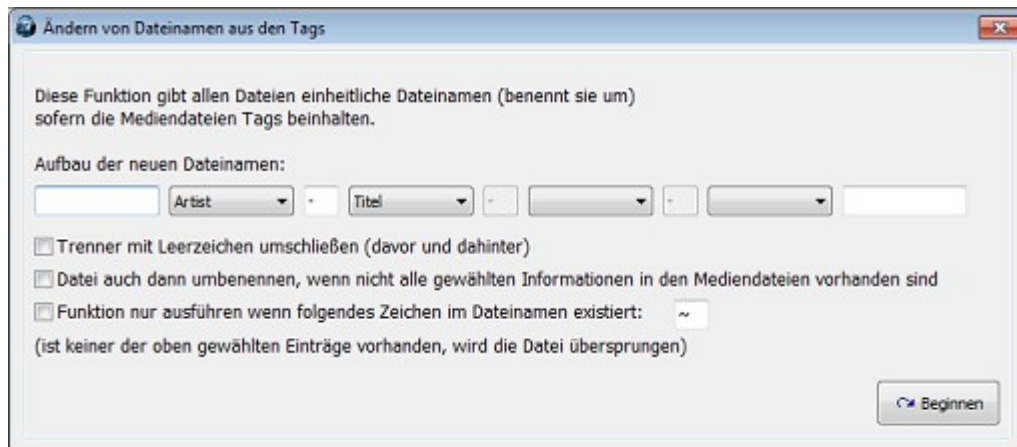 Ändern von Dateinamen aus den Tags
Diese Funktion gibt allen Dateien einheitliche Dateinamen (benennt sie um)
sofern die Mediendateien Tags beinhalten.
Aufbau der neuen Dateinamen:
Artist - Titel - -
Trenner mit Leerzeichen umschließen (davor und dahinter)
Datei auch dann umbenennen, wenn nicht alle gewählten Informationen in den Mediendateien vorhanden sind
Funktion nur ausführen wenn folgendes Zeichen im Dateinamen existiert: ~
(ist keiner der oben gewählten Einträge vorhanden, wird die Datei übersprungen)
Beginnen